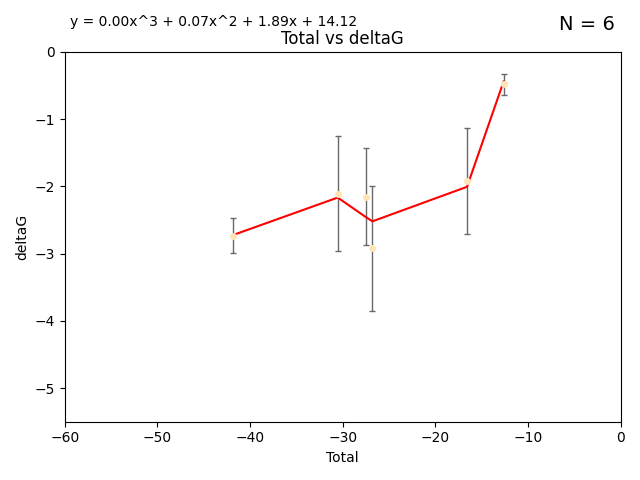 y = 0.00x^3 + 0.07x^2 + 1.89x + 14.12
N = 6
Total vs deltaG
0
−1
−2
−3
−4
−5
deltaG
−60 −50 −40 −30 −20 −10 0
Total